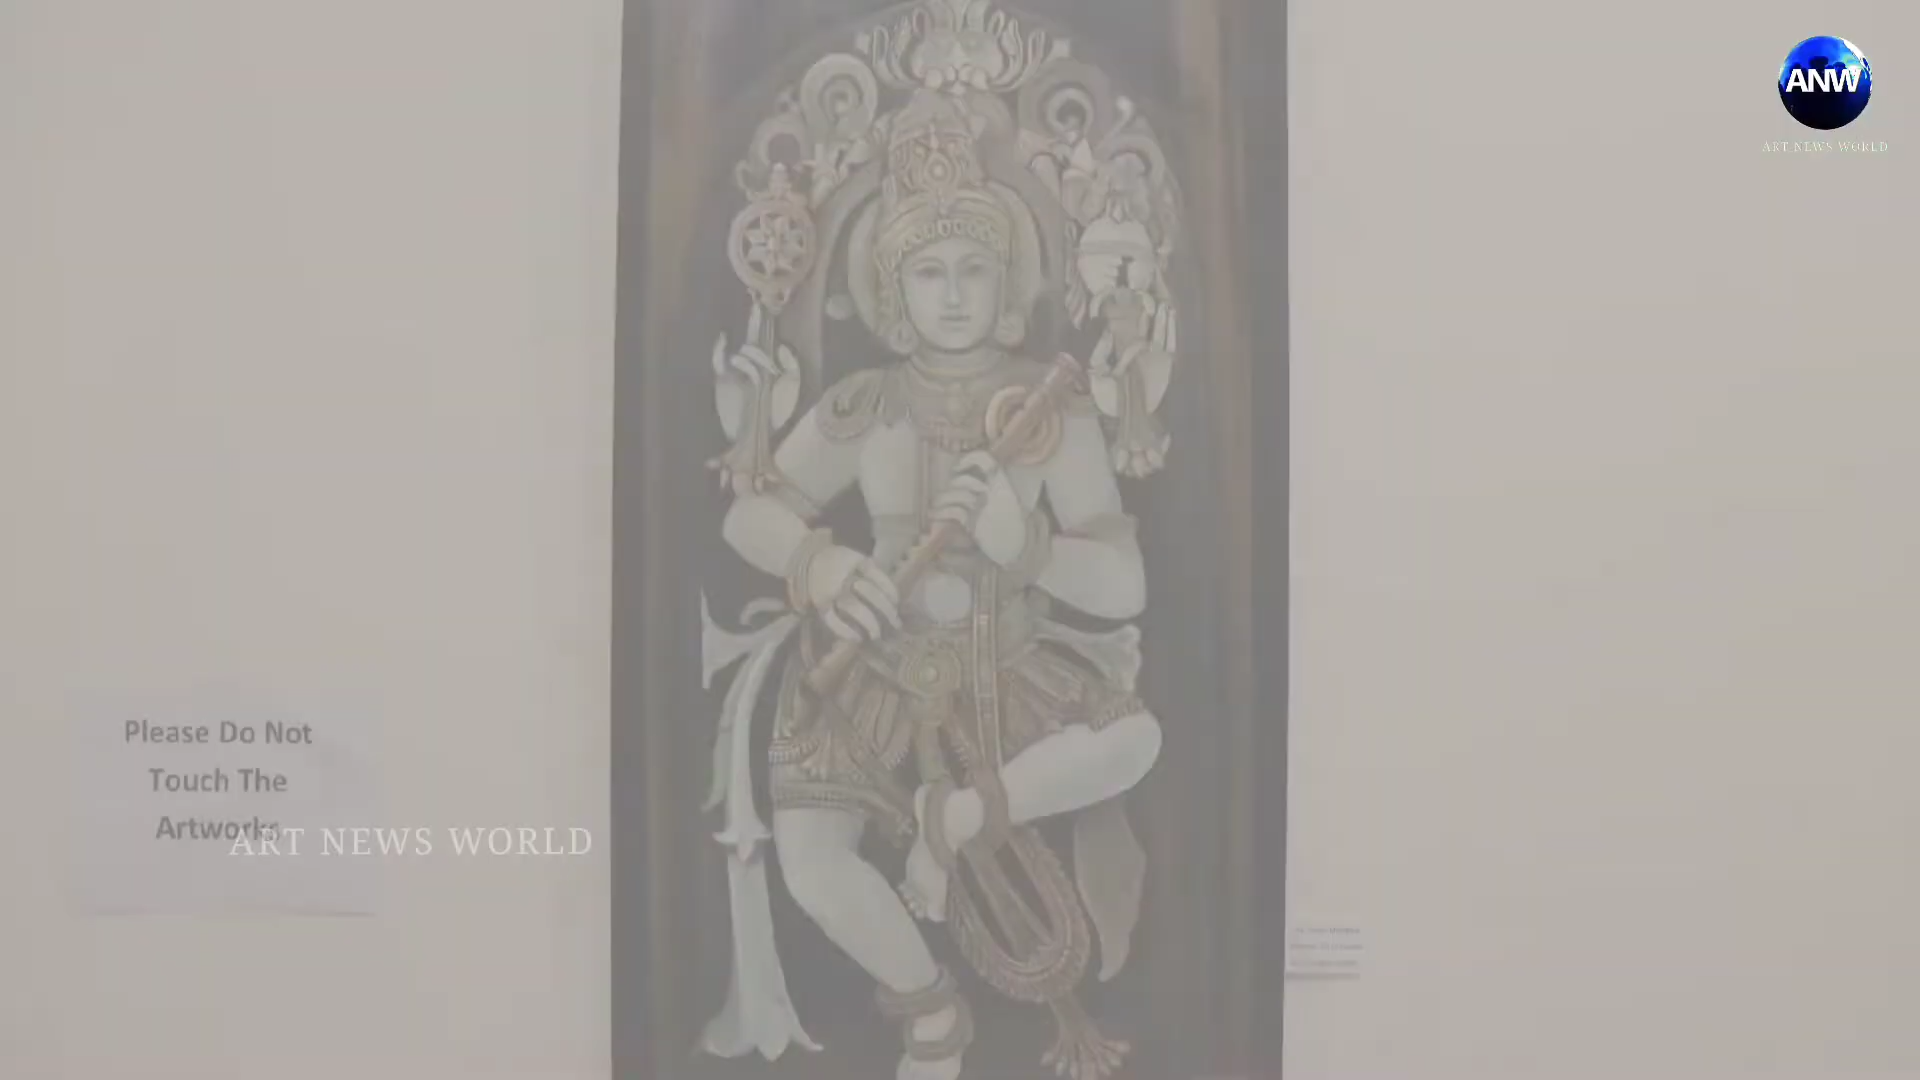 ANW
ART NEWS WORLD
Please Do Not
Touch The
Artworks
ART NEWS WORLD